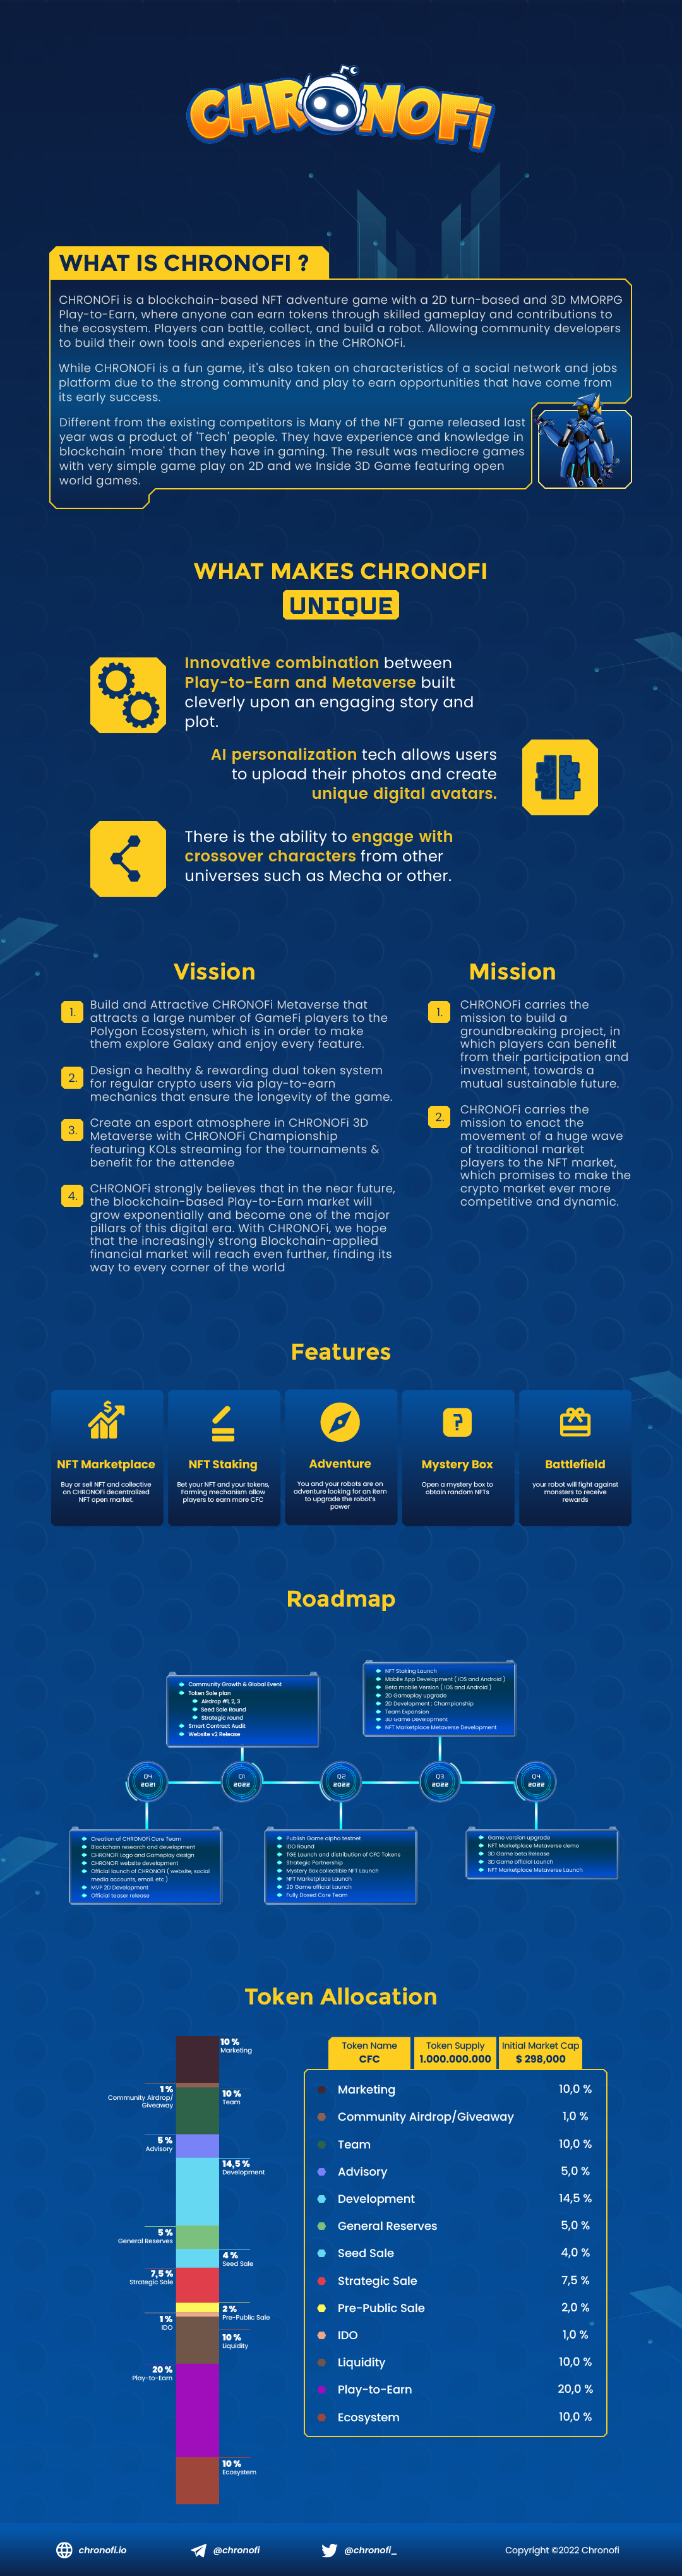 CHRONOFi
WHAT IS CHRONOFI ?
CHRONOFi is a blockchain-based NFT adventure game with a 2D turn-based and 3D MMORPG
Play-to-Earn, where anyone can earn tokens through skilled gameplay and contributions to
the ecosystem. Players can battle, collect, and build a robot. Allowing community developers
to build their own tools and experiences in the CHRONOFi.
While CHRONOFi is a fun game, it's also taken on characteristics of a social network and jobs
platform due to the strong community and play to earn opportunities that have come from
its early success.
Different from the existing competitors is Many of the NFT game released last
year was a product of 'Tech' people. They have experience and knowledge in
blockchain 'more' than they have in gaming. The result was mediocre games
with very simple game play on 2D and we Inside 3D Game featuring open
world games.
WHAT MAKES CHRONOFI
UNIQUE
Innovative combination between
Play-to-Earn and Metaverse built
cleverly upon an engaging story and
plot.
AI personalization tech allows users
to upload their photos and create
unique digital avatars.
There is the ability to engage with
crossover characters from other
universes such as Mecha or other.
Vission
1.
Build and Attractive CHRONOFi Metaverse that
attracts a large number of GameFi players to the
Polygon Ecosystem, which is in order to make
them explore Galaxy and enjoy every feature.
2.
Design a healthy & rewarding dual token system
for regular crypto users via play-to-earn
mechanics that ensure the longevity of the game.
3.
Create an esport atmosphere in CHRONOFi 3D
Metaverse with CHRONOFi Championship
featuring KOLs streaming for the tournaments &
benefit for the attendee
4.
CHRONOFi strongly believes that in the near future,
the blockchain-based Play-to-Earn market will
grow exponentially and become one of the major
pillars of this digital era. With CHRONOFi, we hope
that the increasingly strong Blockchain-applied
financial market will reach even further, finding its
way to every corner of the world
Mission
1.
CHRONOFi carries the
mission to build a
groundbreaking project, in
which players can benefit
from their participation and
investment, towards a
mutual sustainable future.
2.
CHRONOFi carries the
mission to enact the
movement of a huge wave
of traditional market
players to the NFT market,
which promises to make the
crypto market ever more
competitive and dynamic.
Features
NFT Marketplace
Buy or sell NFT and collective
on CHRONOFi decentralized
NFT open market.
NFT Staking
Bet your NFT and your tokens,
Farming mechanism allow
players to earn more CFC
Adventure
You and your robots are on
adventure looking for an item
to upgrade the robot's
power
?
Mystery Box
Open a mystery box to
obtain random NFTs
Battlefield
your robot will fight against
monsters to receive
rewards
Roadmap
Community Growth & Global Event
Token Sale plan
Airdrop #1, 2, 3
Seed Sale Round
Strategic round
Smart Contract Audit
Website v2 Release
NFT Staking Launch
Mobile App Development ( IOS and Android )
Beta mobile Version ( IOS and Android )
2D Gameplay upgrade
2D Development : Championship
Team Expansion
3D Game Development
NFT Marketplace Metaverse Development
Q4
2021
Q1
2022
Q2
2022
Q3
2022
Q4
2022
Creation of CHRONOFi Core Team
Blockchain research and development
CHRONOFi Logo and Gameplay design
CHRONOFi website development
Official launch of CHRONOFi ( website, social
media accounts, email. etc )
MVP 2D Development
Official teaser release
Publish Game alpha testnet
IDO Round
TGE Launch and distribution of CFC Tokens
Strategic Partnership
Mystery Box collectible NFT Launch
NFT Marketplace Launch
2D Game official Launch
Fully Doxed Core Team
Game version upgrade
NFT Marketplace Metaverse demo
3D Game beta Release
3D Game official Launch
NFT Marketplace Metaverse Launch
Token Allocation
10 %
Marketing
1 %
Community Airdrop/
Giveaway
10 %
Team
5 %
Advisory
14,5 %
Development
5 %
General Reserves
4 %
Seed Sale
7,5 %
Strategic Sale
2 %
Pre-Public Sale
1 %
IDO
10 %
Liquidity
20 %
Play-to-Earn
10 %
Ecosystem
Token Name
CFC
Token Supply
1.000.000.000
Initial Market Cap
$ 298,000
Marketing 10,0 %
Community Airdrop/Giveaway 1,0 %
Team 10,0 %
Advisory 5,0 %
Development 14,5 %
General Reserves 5,0 %
Seed Sale 4,0 %
Strategic Sale 7,5 %
Pre-Public Sale 2,0 %
IDO 1,0 %
Liquidity 10,0 %
Play-to-Earn 20,0 %
Ecosystem 10,0 %
chronofi.io
@chronofi
@chronofi_
Copyright ©2022 Chronofi